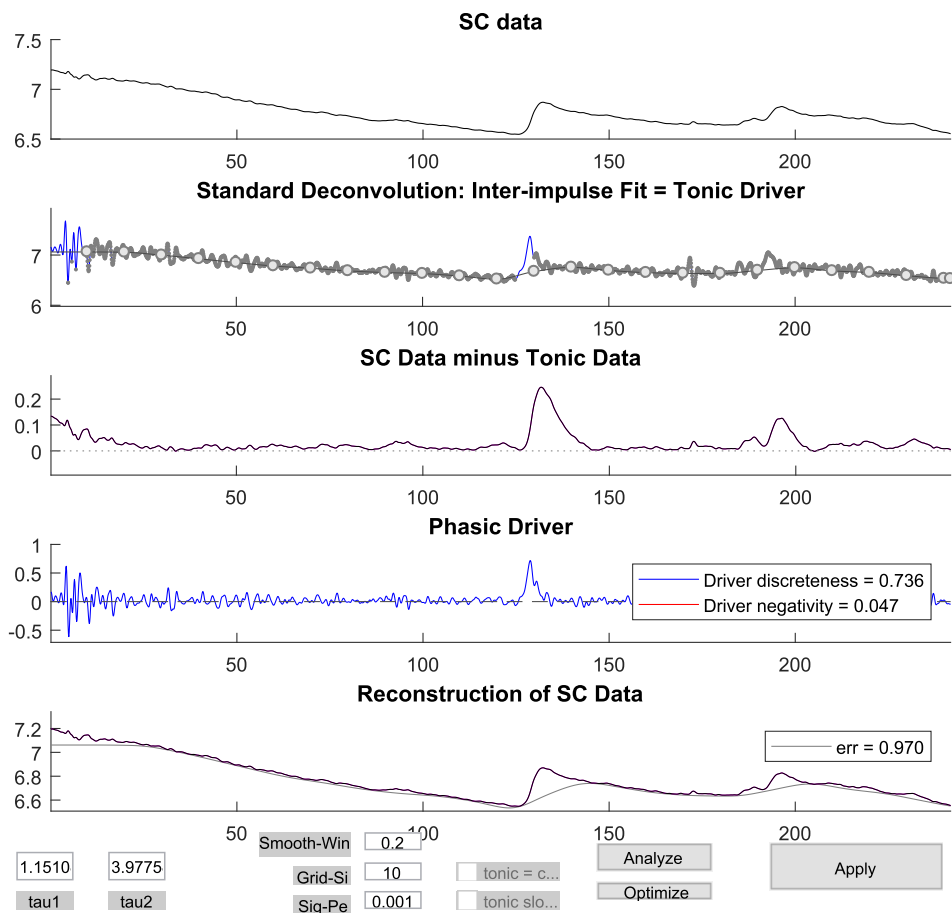 SC data
7.5
7
6.5
50 100 150 200
Standard Deconvolution: Inter-impulse Fit = Tonic Driver
7
6
50 100 150 200
SC Data minus Tonic Data
0.2
0.1
0
50 100 150 200
Phasic Driver
1
0.5
0
-0.5
Driver discreteness = 0.736
Driver negativity = 0.047
50 100 150 200
Reconstruction of SC Data
7.2
7
6.8
6.6
err = 0.970
50 100 150 200
Smooth-Win 0.2
Grid-Si 10
Sig-Pe 0.001
1.1510 3.9775
tau1 tau2
tonic = c...
tonic slo...
Analyze
Optimize
Apply